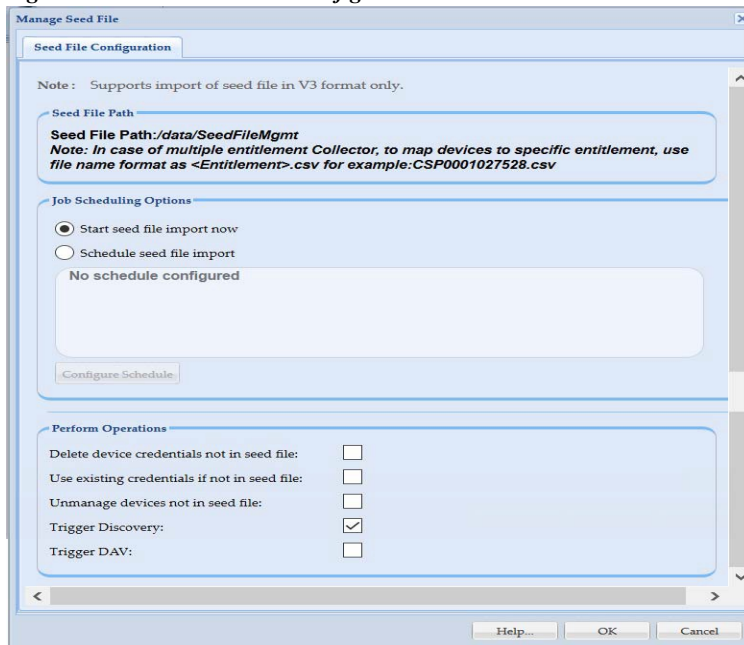 Manage Seed File
Seed File Configuration
Note : Supports import of seed file in V3 format only.
Seed File Path
Seed File Path:/data/SeedFileMgmt
Note: In case of multiple entitlement Collector, to map devices to specific entitlement, use
file name format as <Entitlement>.csv for example:CSP0001027528.csv
Job Scheduling Options
Start seed file import now
Schedule seed file import
No schedule configured
Configure Schedule
Perform Operations
Delete device credentials not in seed file:
Use existing credentials if not in seed file:
Unmanage devices not in seed file:
Trigger Discovery:
Trigger DAV:
Help... OK Cancel